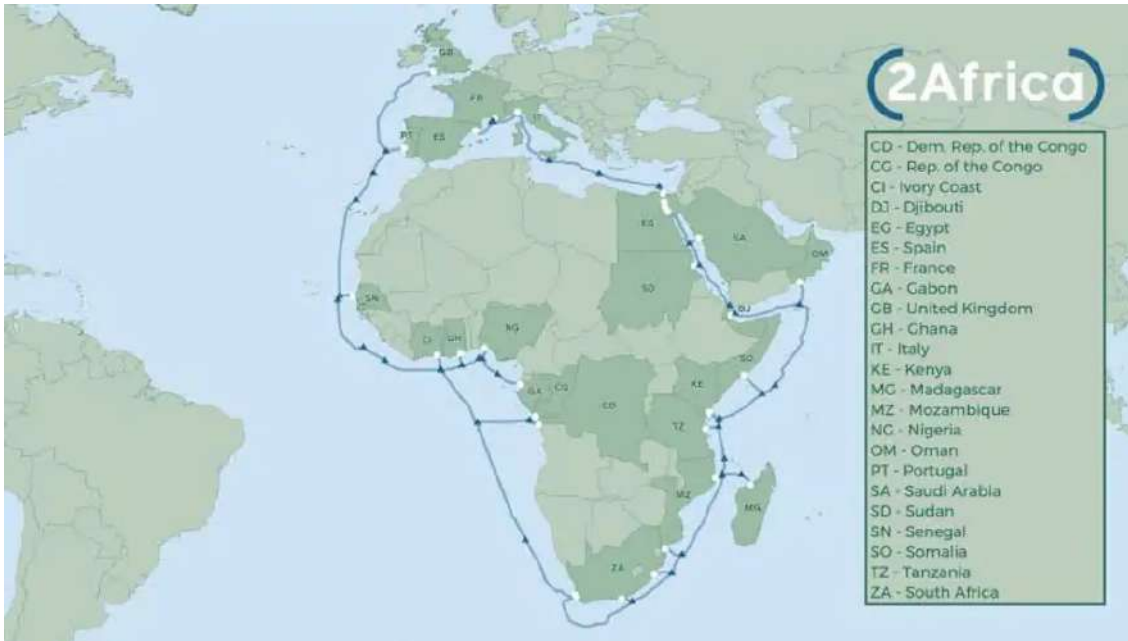 (2Africa)
CD - Dem. Rep. of the Congo
CG - Rep. of the Congo
CI - Ivory Coast
DJ - Djibouti
EG - Egypt
ES - Spain
FR - France
GA - Gabon
GB - United Kingdom
GH - Ghana
IT - Italy
KE - Kenya
MG - Madagascar
MZ - Mozambique
NG - Nigeria
OM - Oman
PT - Portugal
SA - Saudi Arabia
SD - Sudan
SN - Senegal
SO - Somalia
TZ - Tanzania
ZA - South Africa
GB
FR
IT
PT
ES
EG
SA
OM
SD
DJ
SN
CI
GH
NG
SO
GA
CG
CD
KE
TZ
MZ
MG
ZA